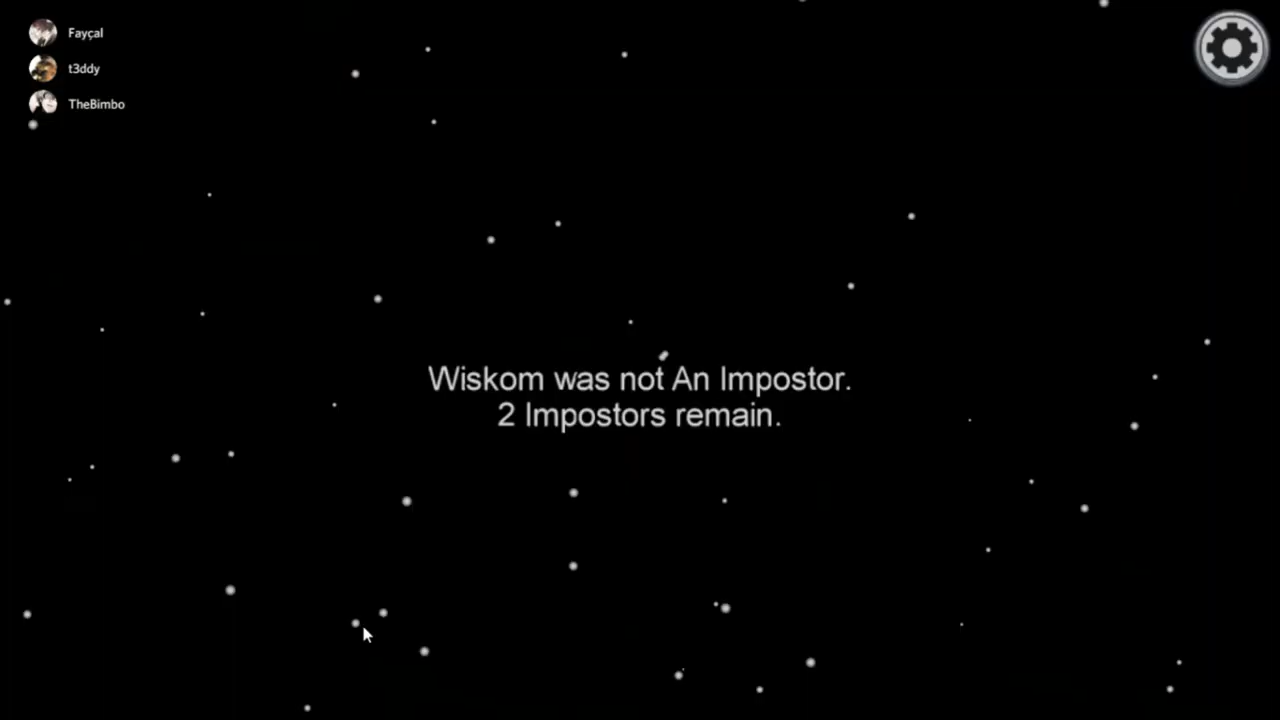 Fayçal
t3ddy
TheBimbo
Wiskom was not An Impostor.
2 Impostors remain.